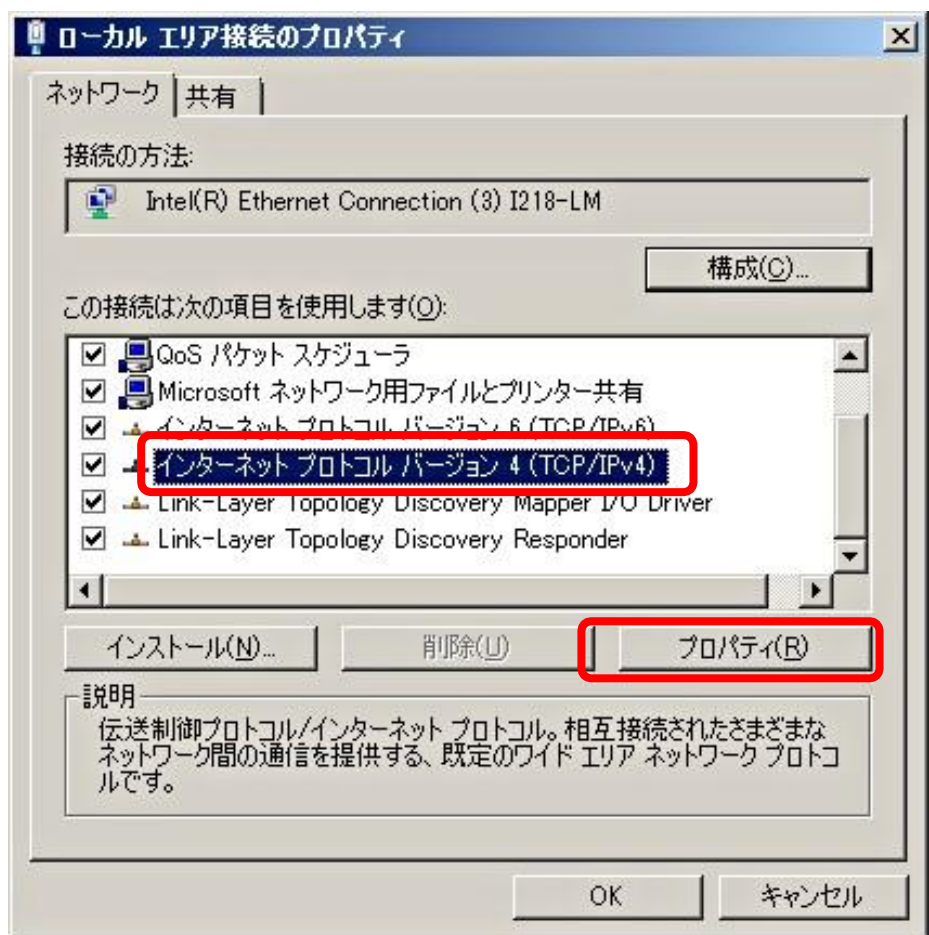 ローカル エリア接続のプロパティ
ネットワーク 共有
接続の方法:
Intel(R) Ethernet Connection (3) I218-LM
構成(C)...
この接続は次の項目を使用します(O):
QoS パケット スケジューラ
Microsoft ネットワーク用ファイルとプリンター共有
インターネット プロトコル バージョン 6 (TCP/IPv6)
インターネット プロトコル バージョン 4 (TCP/IPv4)
Link-Layer Topology Discovery Mapper I/O Driver
Link-Layer Topology Discovery Responder
インストール(N)... 削除(U) プロパティ(R)
説明
伝送制御プロトコル/インターネット プロトコル。相互接続されたさまざまな
ネットワーク間の通信を提供する、既定のワイド エリア ネットワーク プロトコ
ルです。
OK キャンセル